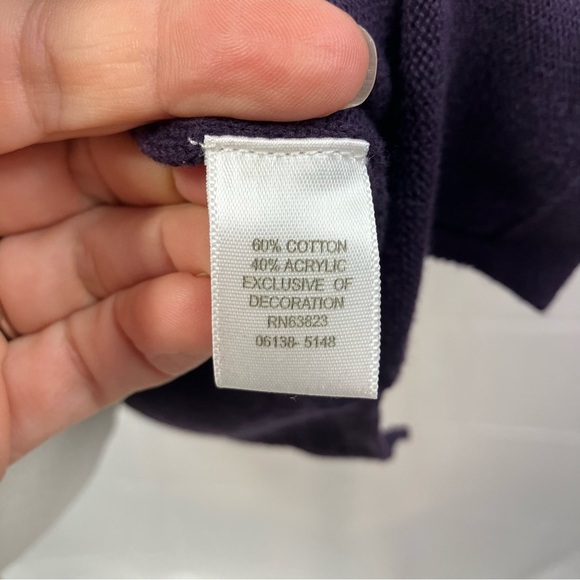 60% COTTON
40% ACRYLIC
EXCLUSIVE OF
DECORATION
RN63823
06138- 5148